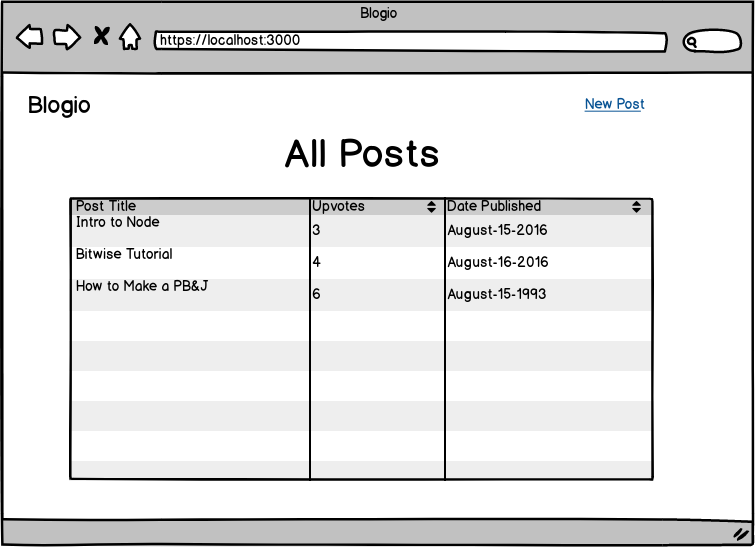 Blogio
https://localhost:3000
Blogio
New Post
All Posts
Post Title Upvotes Date Published
Intro to Node 3 August-15-2016
Bitwise Tutorial 4 August-16-2016
How to Make a PB&J 6 August-15-1993